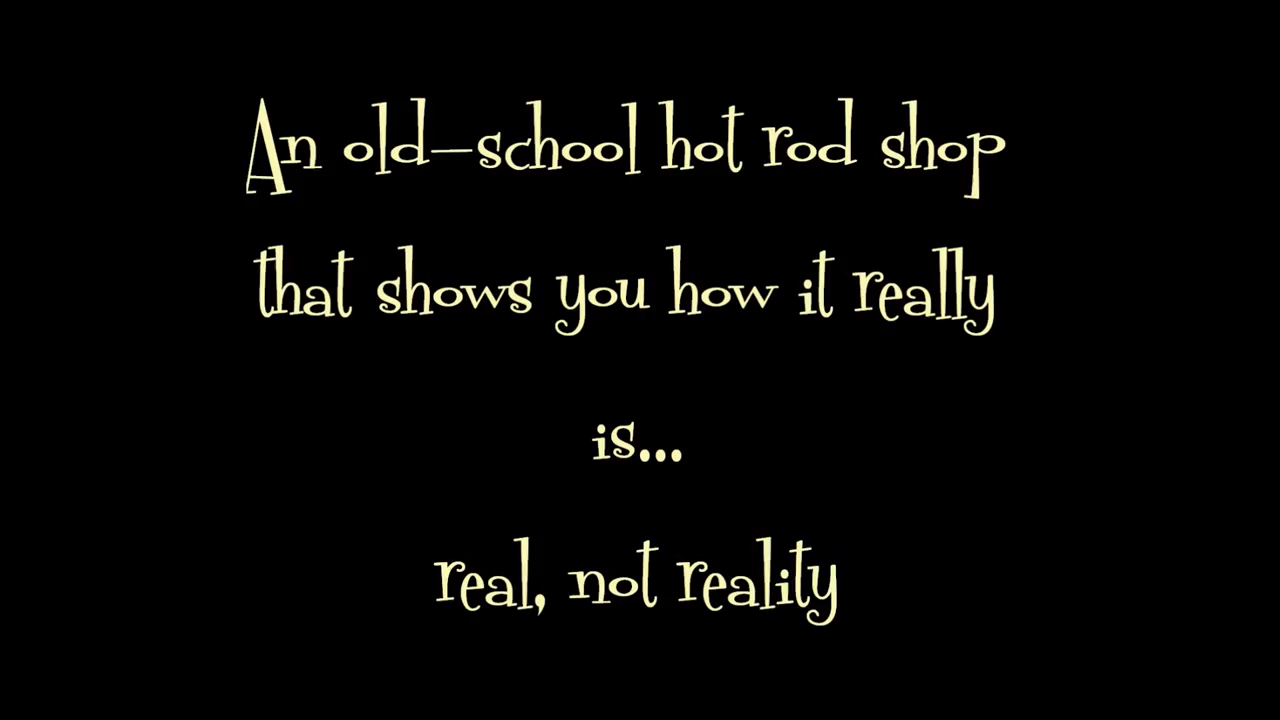 An old-school hot rod shop
that shows you how it really
is...
real, not reality